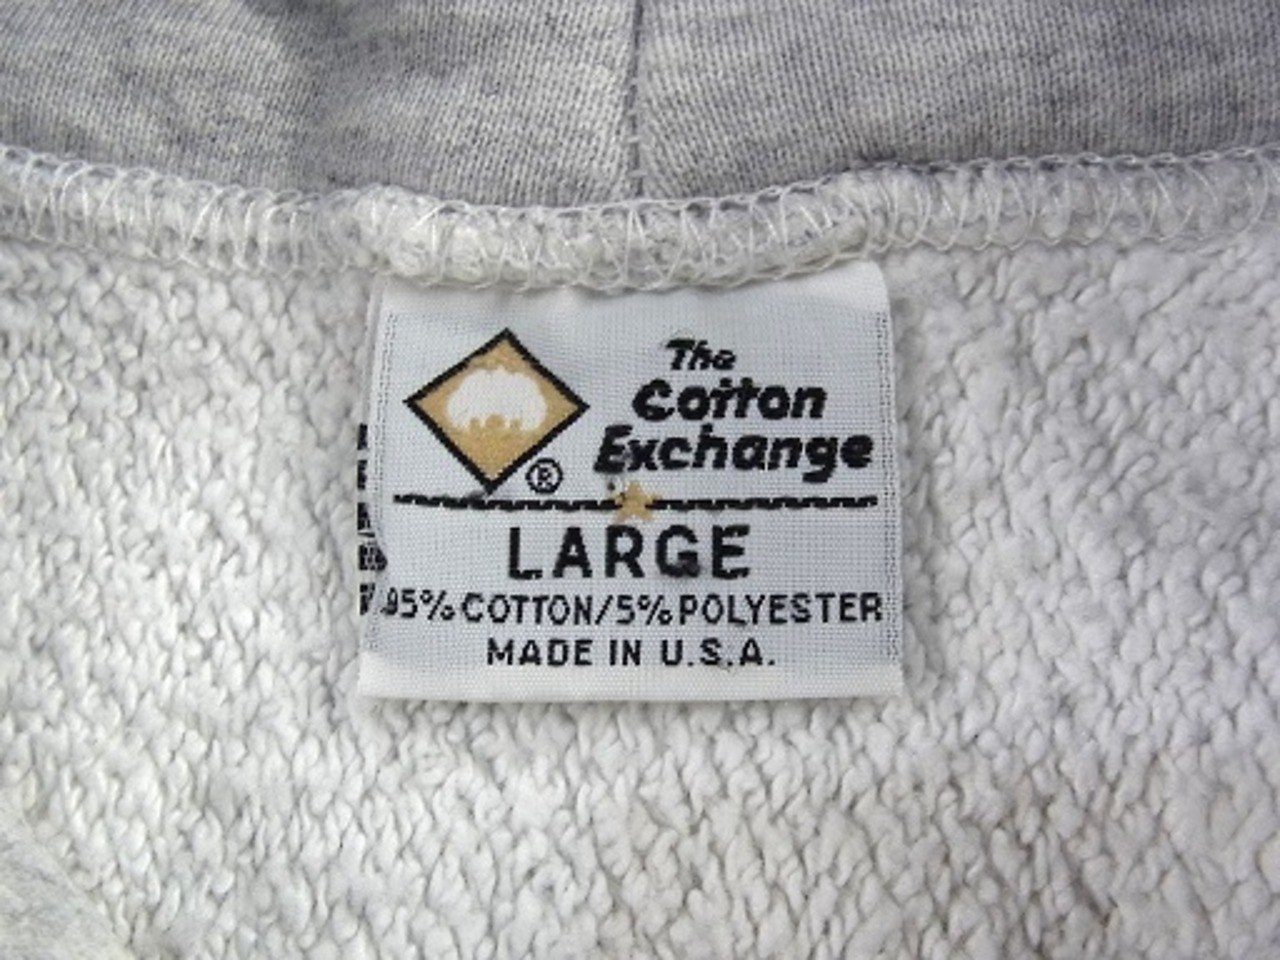 The
Cotton
Exchange
®
LARGE
95% COTTON/5% POLYESTER
MADE IN U.S.A.